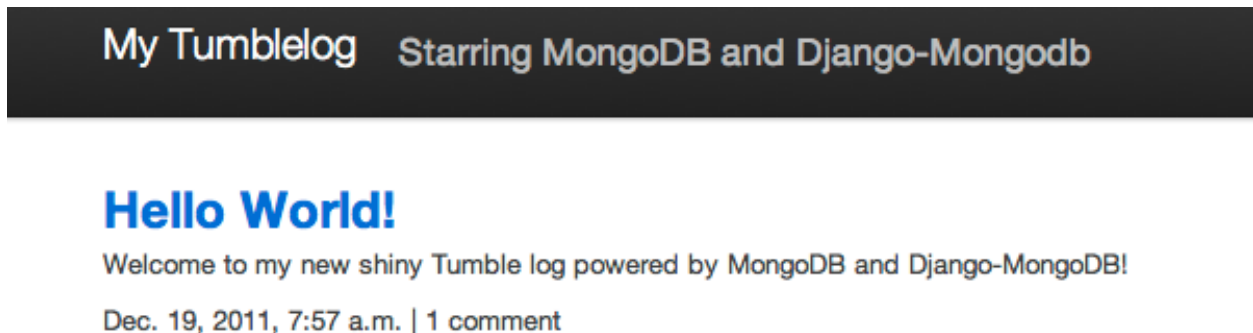 My Tumblelog Starring MongoDB and Django-Mongodb
Hello World!
Welcome to my new shiny Tumble log powered by MongoDB and Django-MongoDB!
Dec. 19, 2011, 7:57 a.m. | 1 comment